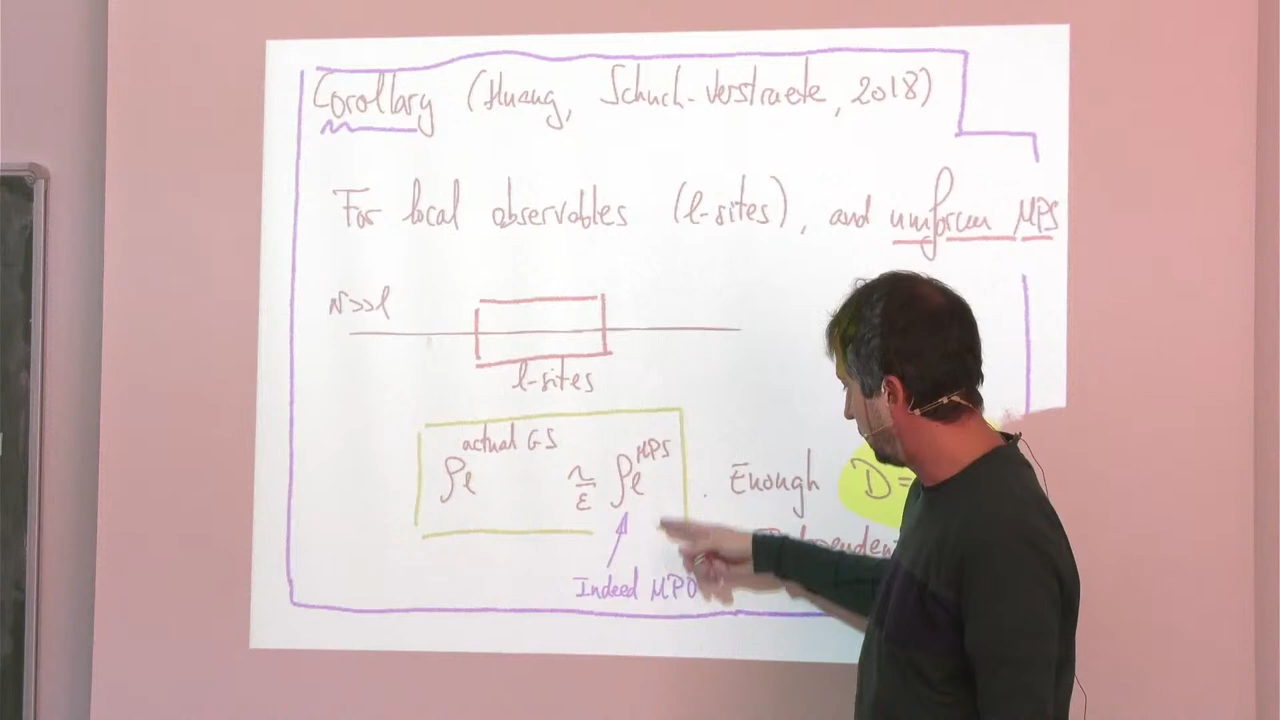 Corollary (Huang, Schuch-Verstraete, 2018)
For local observables (l-sites), and uniform MPS
N>>l
l-sites
ρl^actual GS ≈ε ρl^MPS. Enough D=
Independent
Indeed MPO